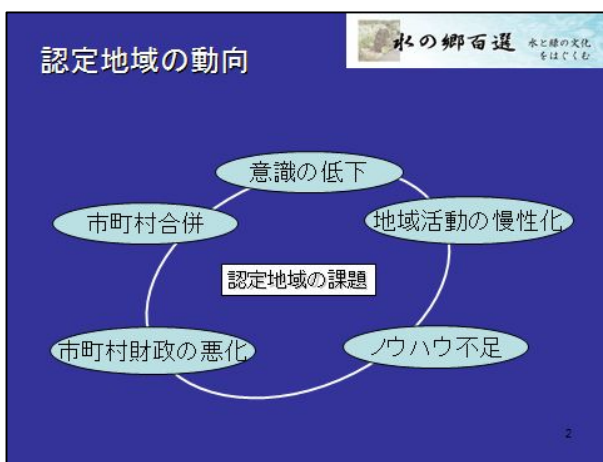 認定地域の動向
水の郷百選
水と緑の文化
をはぐくむ
意識の低下
市町村合併
地域活動の慢性化
認定地域の課題
市町村財政の悪化
ノウハウ不足
2